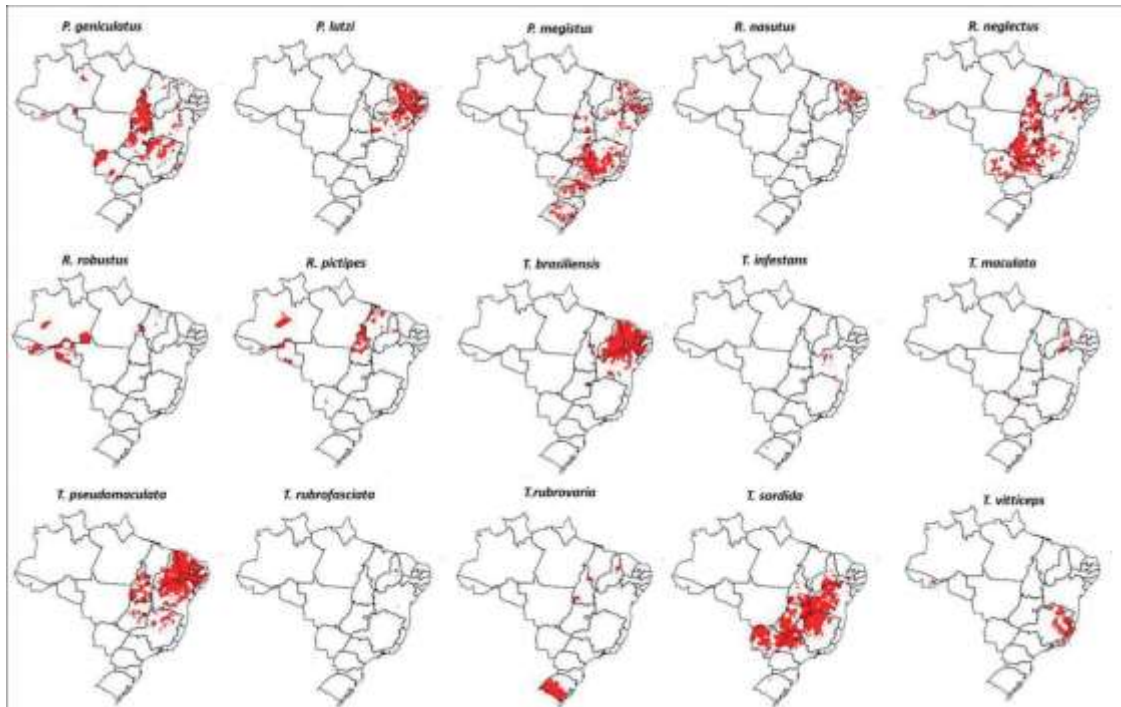 P. geniculatus
P. lutzi
P. megistus
R. nasutus
R. neglectus
R. robustus
R. pictipes
T. brasiliensis
T. infestans
T. maculata
T. pseudomaculata
T. rubrofasciata
T.rubrovaria
T. sordida
T. vitticeps